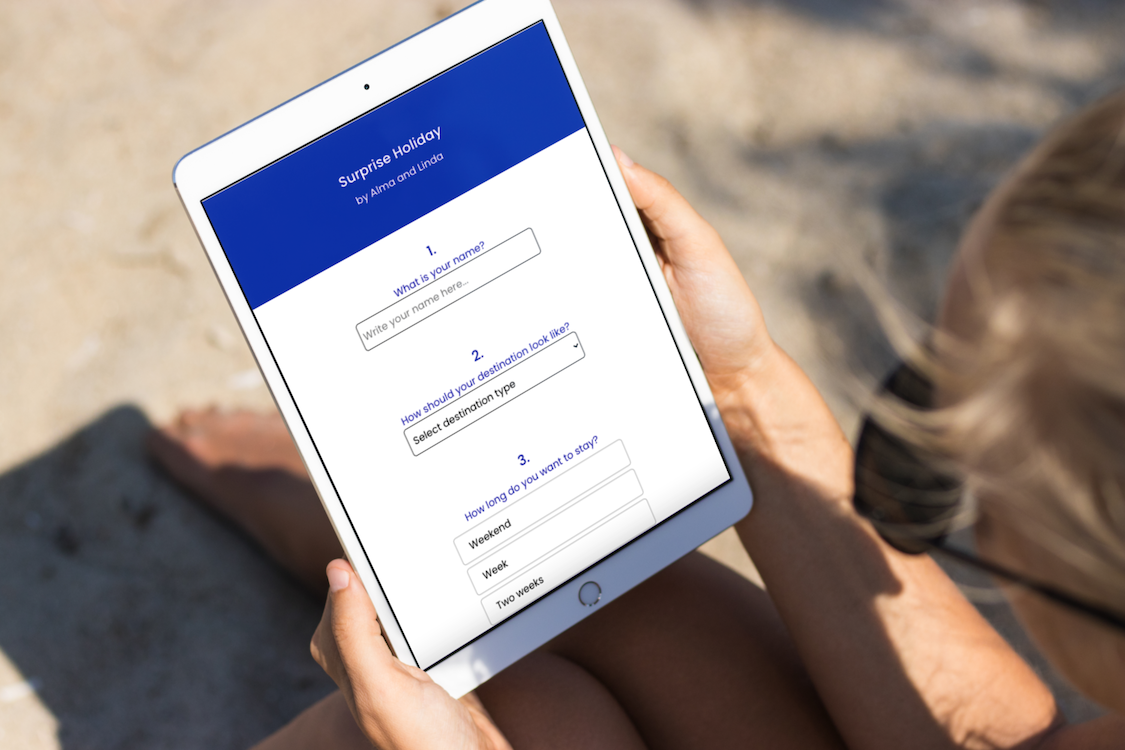 Surprise Holiday
by Alma and Linda
1.
What is your name?
Write your name here...
2.
How should your destination look like?
Select destination type
3.
How long do you want to stay?
Weekend
Week
Two weeks